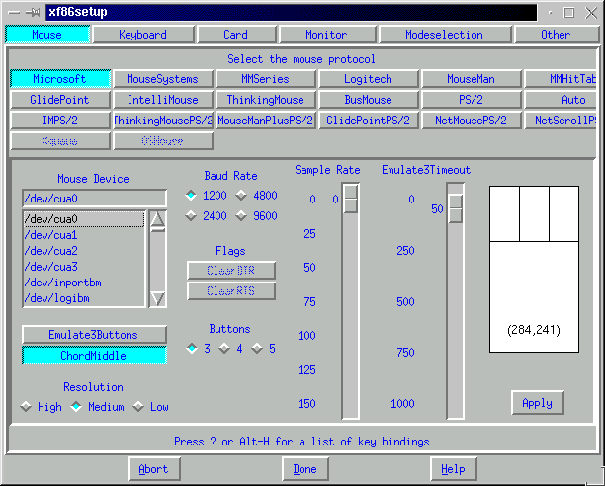 xf86setup
Mouse Keyboard Card Monitor Modeselection Other
Select the mouse protocol
Microsoft MouseSystems MMSeries Logitech MouseMan MMHitTab
GlidePoint IntelliMouse ThinkingMouse BusMouse PS/2 Auto
IMPS/2 ThinkingMousePS/2 MouseManPlusPS/2 GlidePointPS/2 NetMousePS/2 NetScrollPS
Xqueue OSMouse
Mouse Device Baud Rate Sample Rate Emulate3Timeout
/dev/cua0 1200 4800 0 0 0 50
/dev/cua0 2400 9600 25
/dev/cua1
/dev/cua2 Flags 250
/dev/cua3 ClearDTR 50
/dev/inportbm ClearRTS
/dev/logibm 75 500
Emulate3Buttons Buttons 100 (284,241)
ChordMiddle 3 4 5 750
125
Resolution
High Medium Low 150 1000 Apply
Press ? or Alt-H for a list of key bindings
Abort Done Help